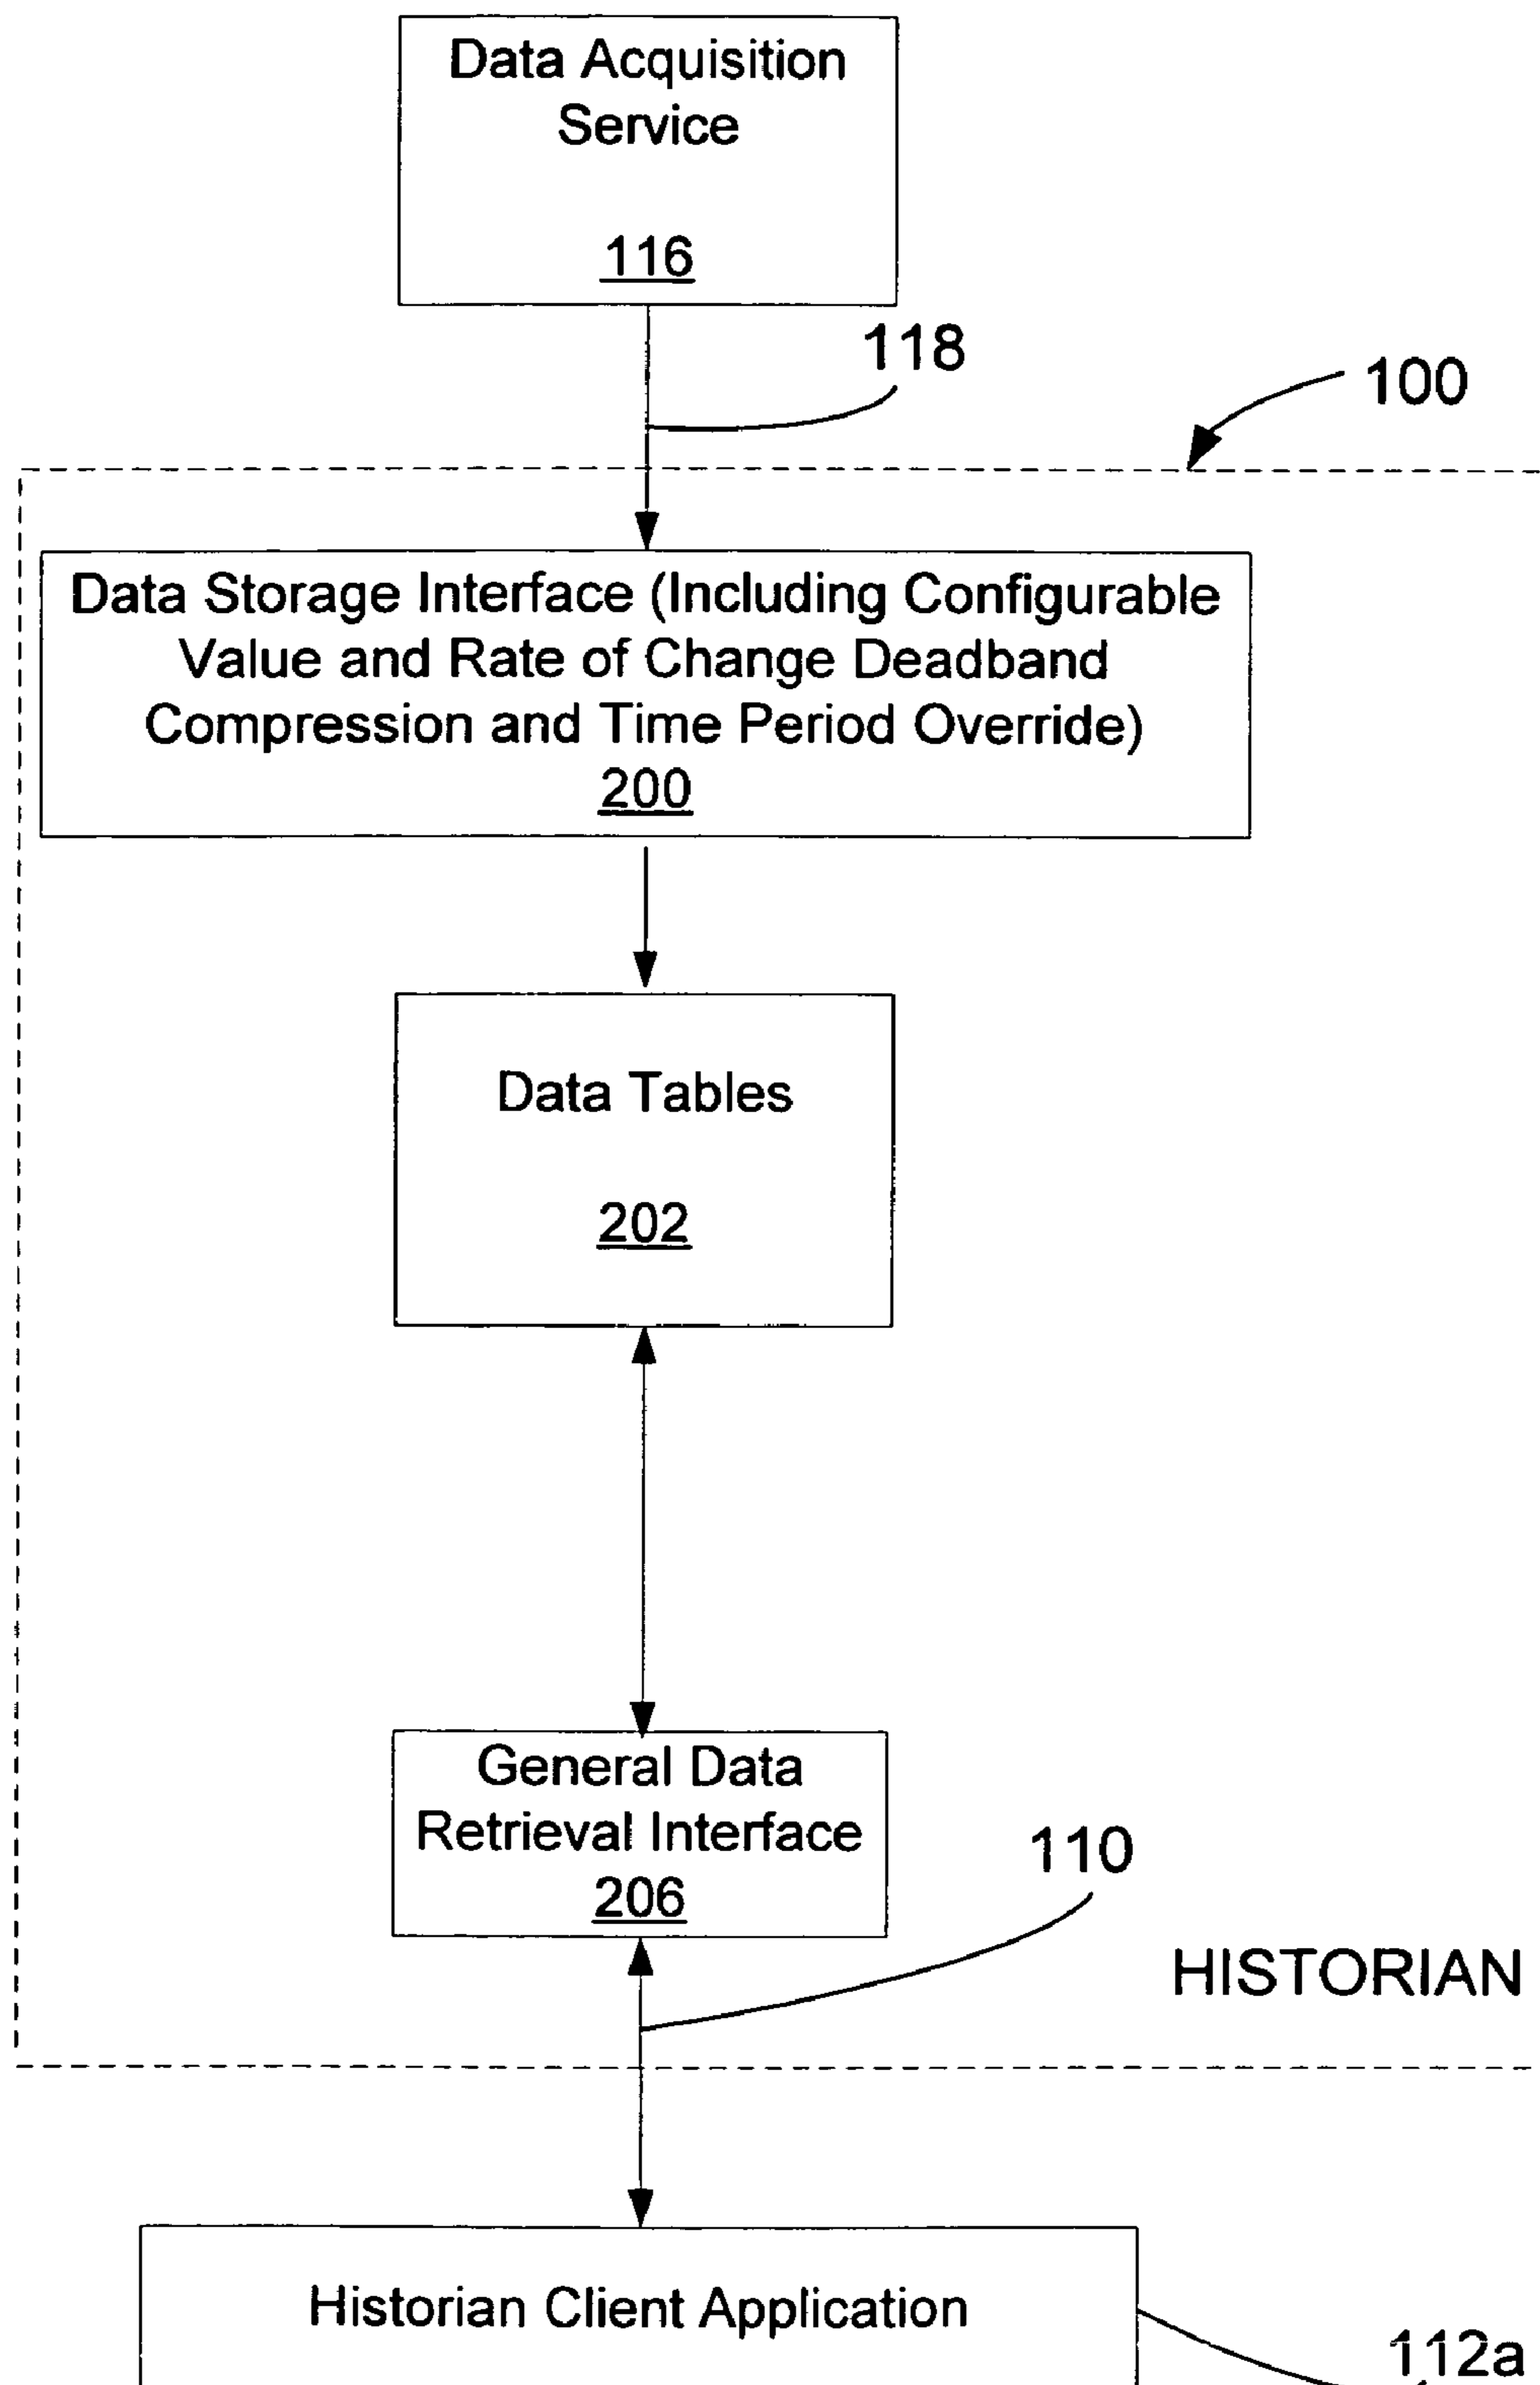 Data Acquisition
Service
116
118
100
Data Storage Interface (Including Configurable
Value and Rate of Change Deadband
Compression and Time Period Override)
200
Data Tables
202
General Data
Retrieval Interface
206
110
HISTORIAN
Historian Client Application
112a